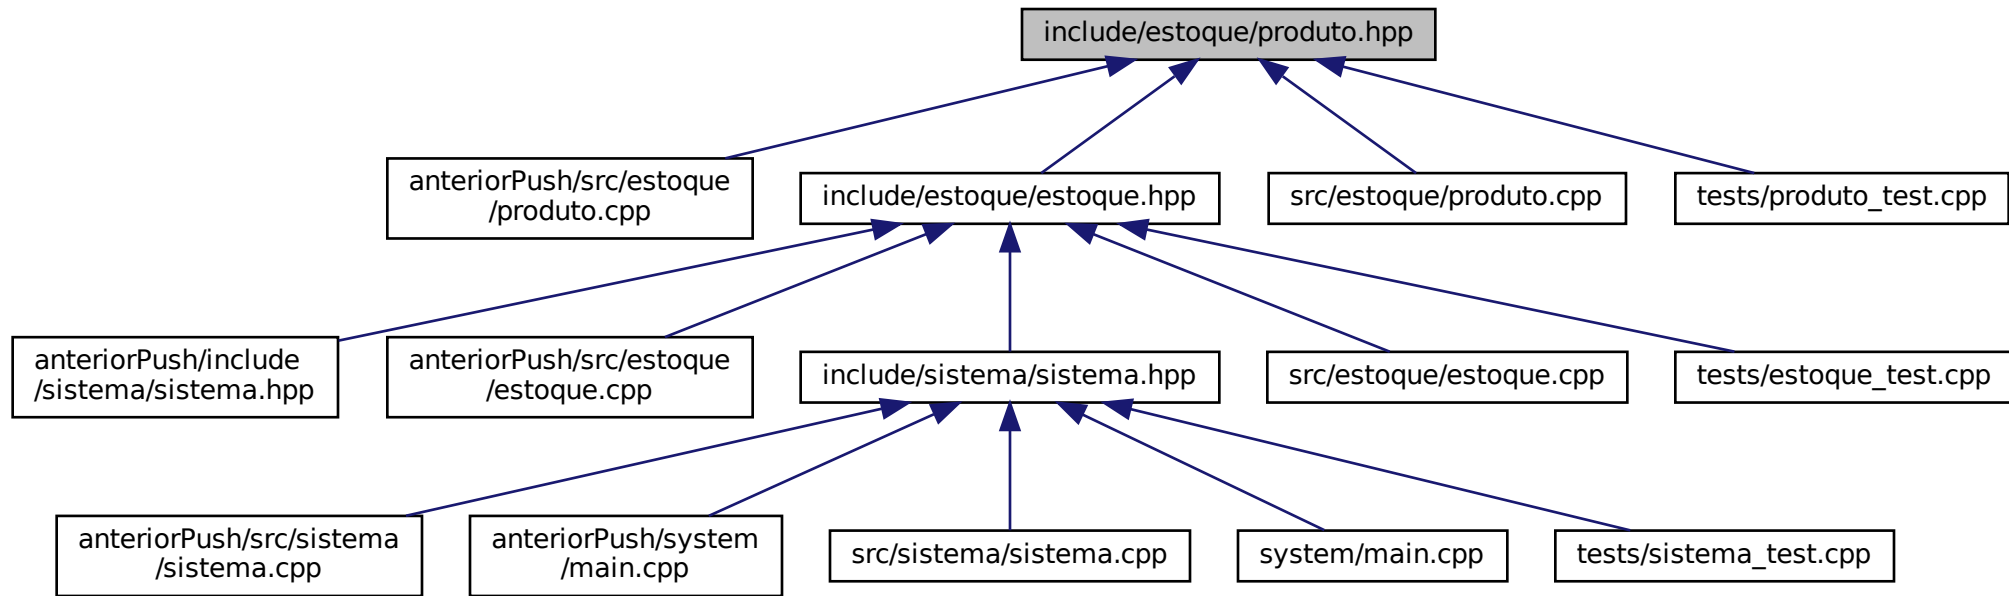 include/estoque/produto.hpp
anteriorPush/src/estoque
/produto.cpp
include/estoque/estoque.hpp
src/estoque/produto.cpp
tests/produto_test.cpp
anteriorPush/include
/sistema/sistema.hpp
anteriorPush/src/estoque
/estoque.cpp
include/sistema/sistema.hpp
src/estoque/estoque.cpp
tests/estoque_test.cpp
anteriorPush/src/sistema
/sistema.cpp
anteriorPush/system
/main.cpp
src/sistema/sistema.cpp
system/main.cpp
tests/sistema_test.cpp